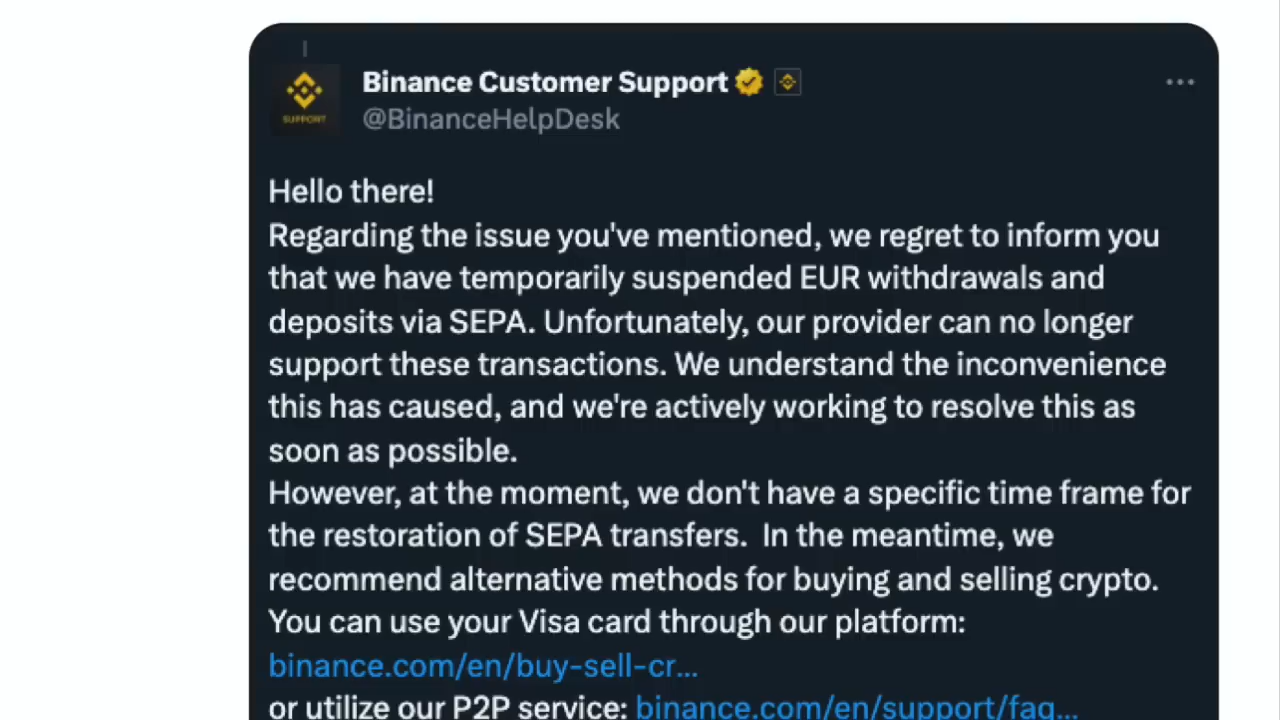 Binance Customer Support
SUPPORT
@BinanceHelpDesk
Hello there!
Regarding the issue you've mentioned, we regret to inform you
that we have temporarily suspended EUR withdrawals and
deposits via SEPA. Unfortunately, our provider can no longer
support these transactions. We understand the inconvenience
this has caused, and we're actively working to resolve this as
soon as possible.
However, at the moment, we don't have a specific time frame for
the restoration of SEPA transfers.  In the meantime, we
recommend alternative methods for buying and selling crypto.
You can use your Visa card through our platform:
binance.com/en/buy-sell-cr...
or utilize our P2P service: binance.com/en/support/faq...